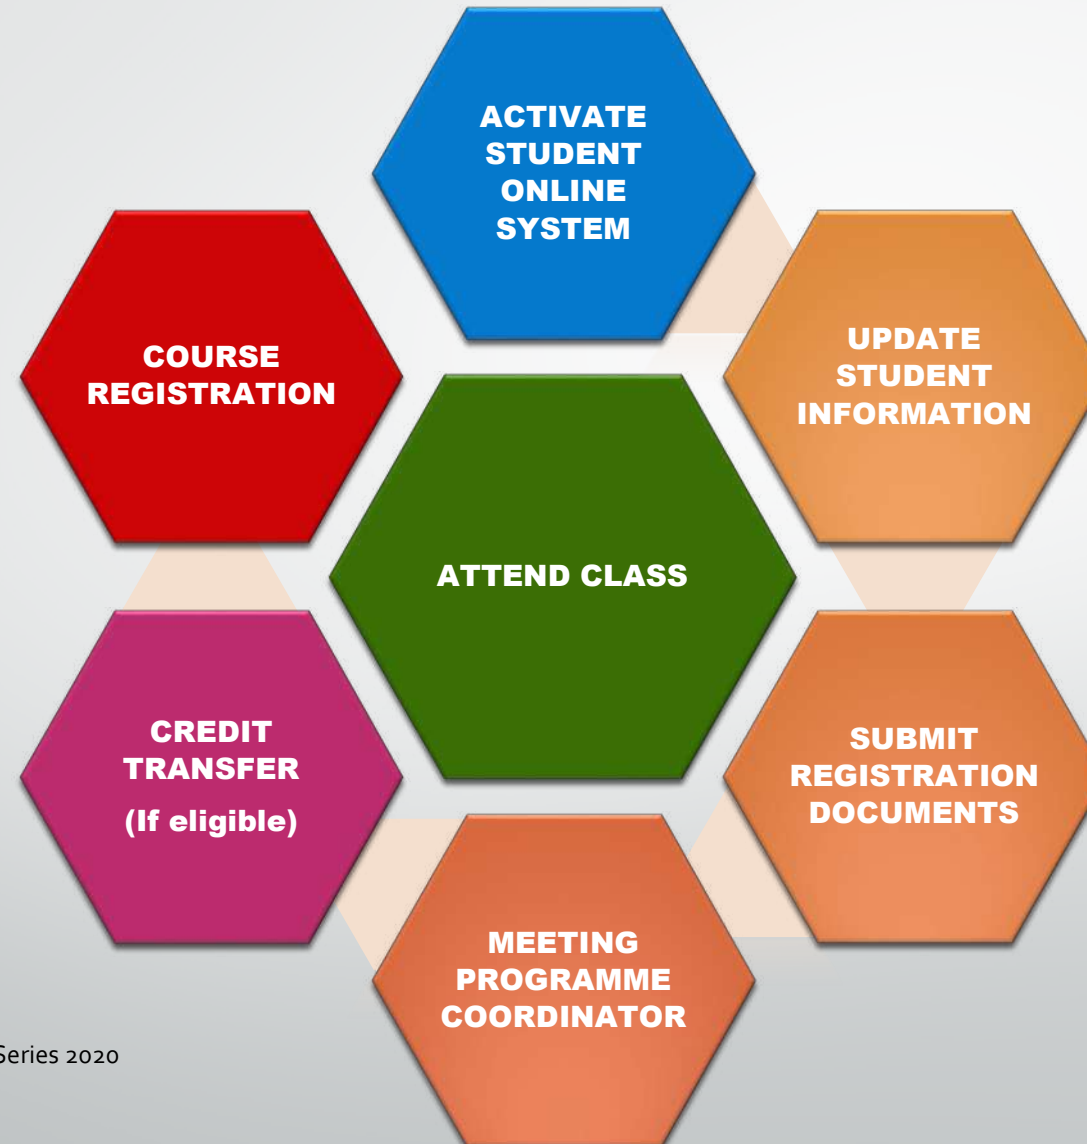 ACTIVATE
STUDENT
ONLINE
SYSTEM
UPDATE
STUDENT
INFORMATION
SUBMIT
REGISTRATION
DOCUMENTS
MEETING
PROGRAMME
COORDINATOR
CREDIT
TRANSFER
(If eligible)
COURSE
REGISTRATION
ATTEND CLASS
Series 2020